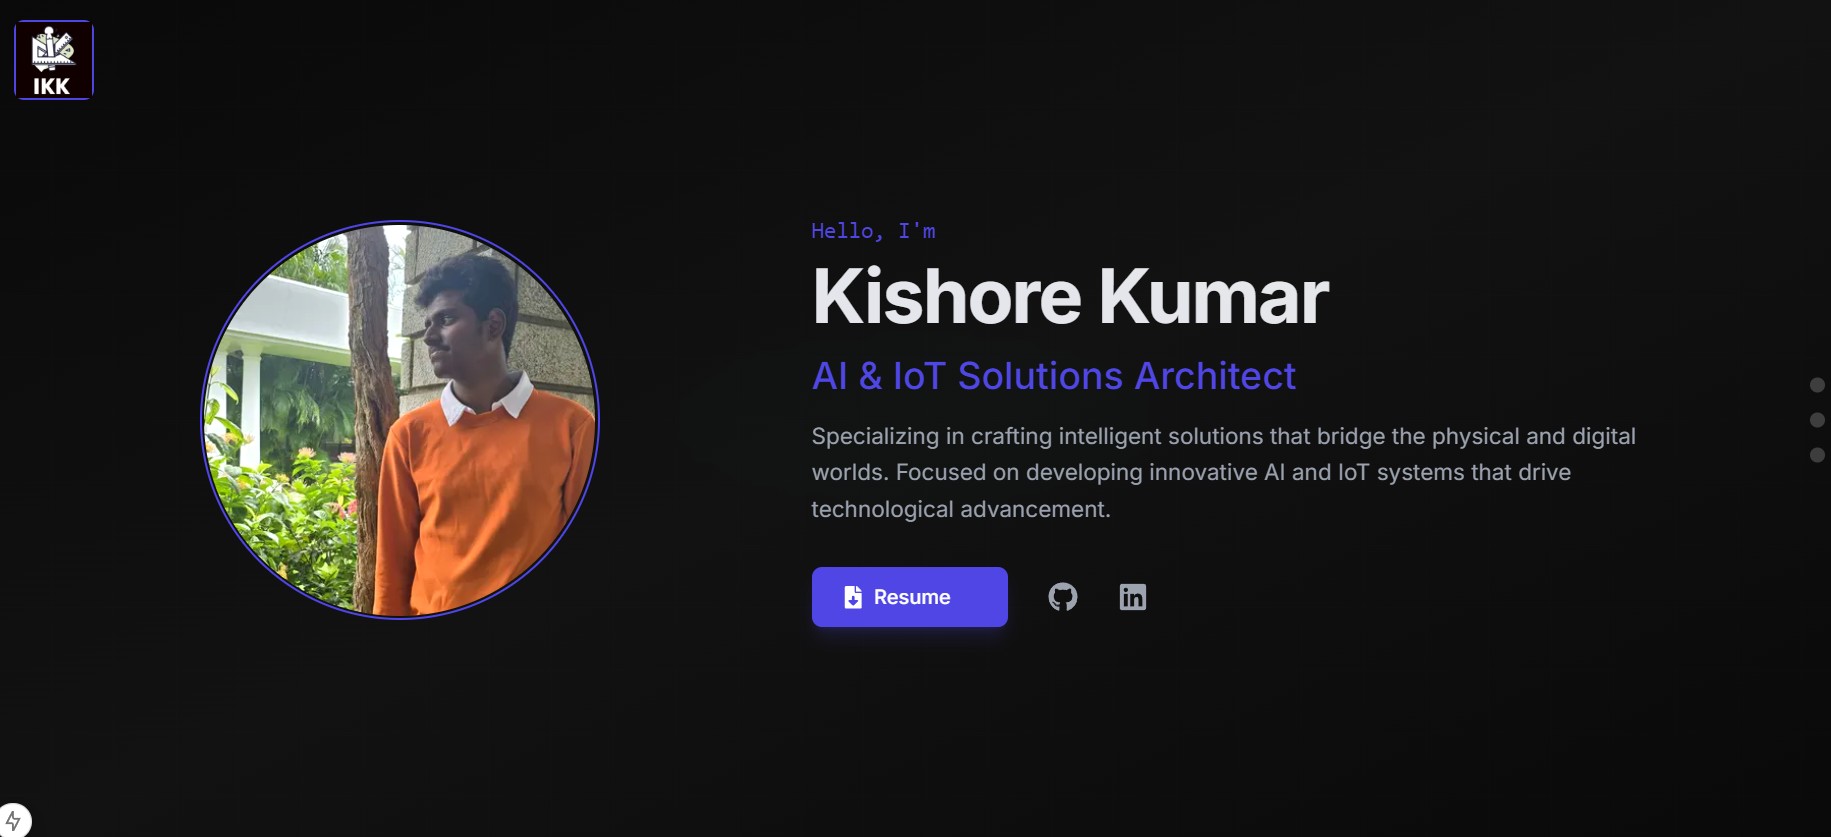 IKK
Hello, I'm
Kishore Kumar
AI & IoT Solutions Architect
Specializing in crafting intelligent solutions that bridge the physical and digital
worlds. Focused on developing innovative AI and IoT systems that drive
technological advancement.
Resume
in